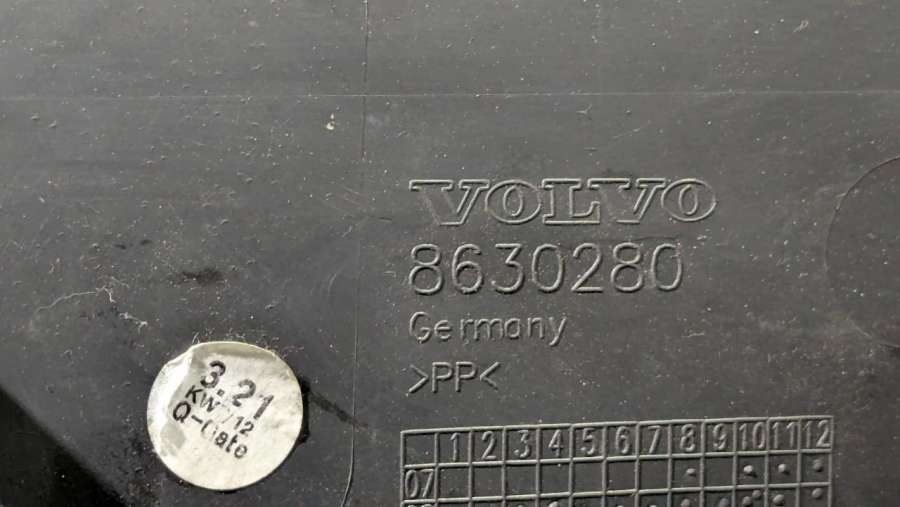 VOLVO
8630280
Germany
>PP<
3.21
KW7/12
Q-Gate
1 2 3 4 5 6 7 8 9 10 11 12
07